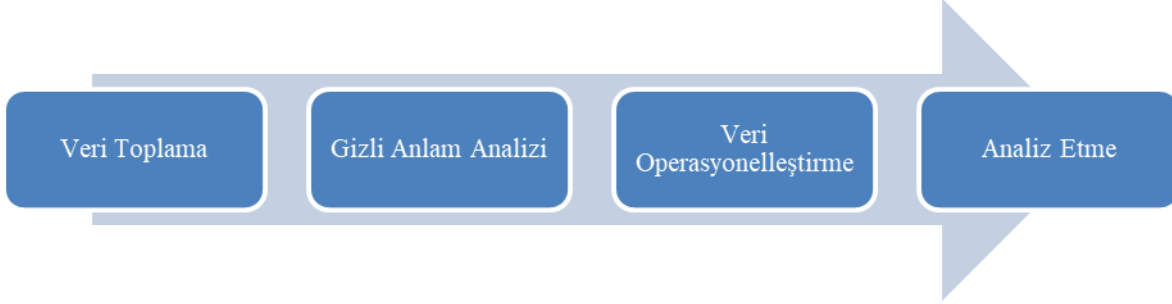 Veri Toplama
Gizli Anlam Analizi
Veri
Operasyonelleştirme
Analiz Etme